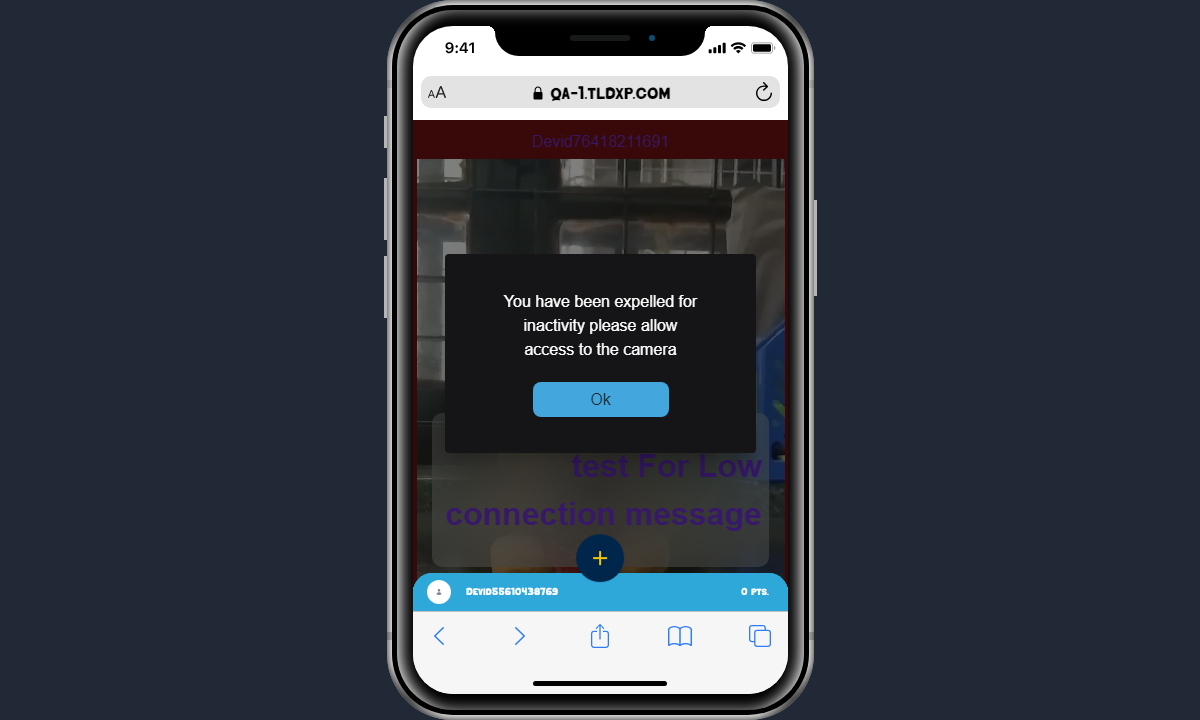 9:41
AA
QA-1.TLDXP.COM
Devid76418211691
You have been expelled for
inactivity please allow
access to the camera
Ok
test For Low
connection message
+
DEVID55610438769
0 PTS.